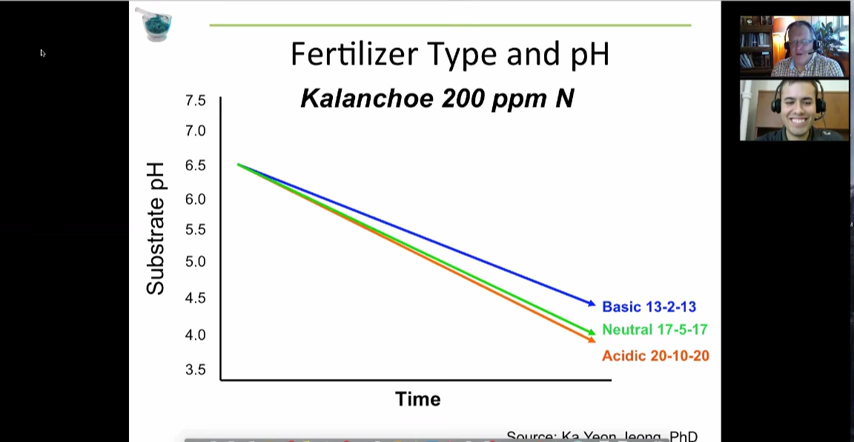 Fertilizer Type and pH
Kalanchoe 200 ppm N
7.5
7.0
6.5
6.0
5.5
5.0
4.5
4.0
3.5
Substrate pH
Basic 13-2-13
Neutral 17-5-17
Acidic 20-10-20
Time
Source: Ka Yeon Jeong, PhD